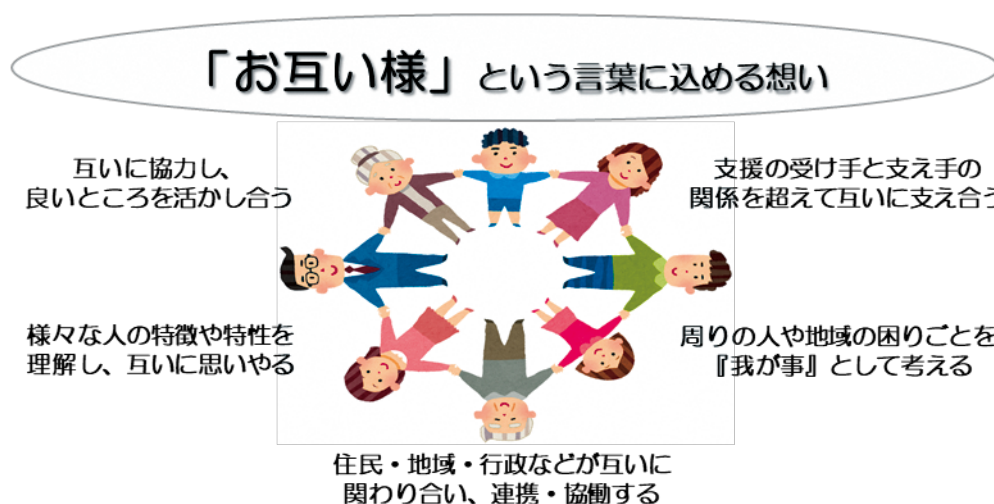 「お互い様」という言葉に込める想い
互いに協力し、
良いところを活かし合う
支援の受け手と支え手の
関係を超えて互いに支え合う
様々な人の特徴や特性を
理解し、互いに思いやる
周りの人や地域の困りごとを
『我が事』として考える
住民・地域・行政などが互いに
関わり合い、連携・協働する